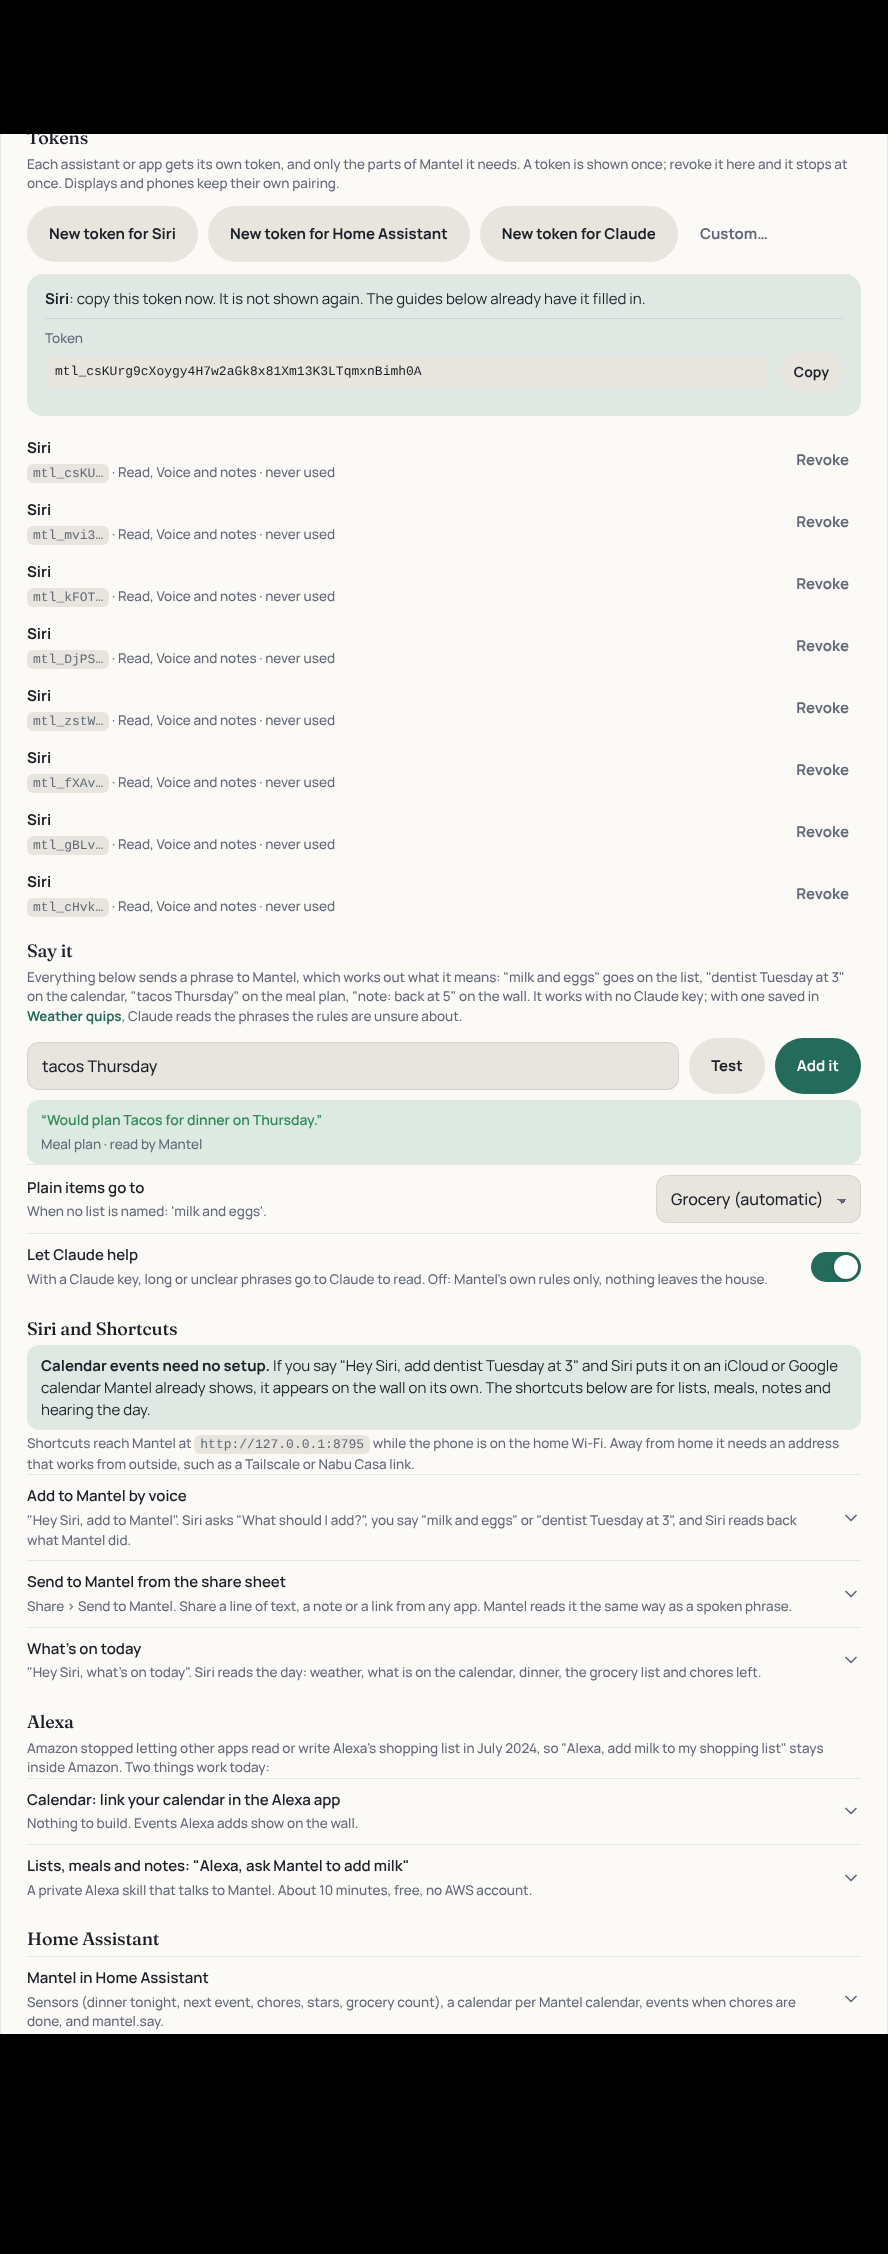 Tokens
Each assistant or app gets its own token, and only the parts of Mantel it needs. A token is shown once; revoke it here and it stops at
once. Displays and phones keep their own pairing.
New token for Siri
New token for Home Assistant
New token for Claude
Custom…
Siri: copy this token now. It is not shown again. The guides below already have it filled in.
Token
mtl_csKUrg9cXoygy4H7w2aGk8x81Xm13K3LTqmxnBimh0A
Copy
Siri
mtl_csKU… · Read, Voice and notes · never used
Revoke
Siri
mtl_mvi3… · Read, Voice and notes · never used
Revoke
Siri
mtl_kFOT… · Read, Voice and notes · never used
Revoke
Siri
mtl_DjPS… · Read, Voice and notes · never used
Revoke
Siri
mtl_zstW… · Read, Voice and notes · never used
Revoke
Siri
mtl_fXAv… · Read, Voice and notes · never used
Revoke
Siri
mtl_gBLv… · Read, Voice and notes · never used
Revoke
Siri
mtl_cHvk… · Read, Voice and notes · never used
Revoke
Say it
Everything below sends a phrase to Mantel, which works out what it means: "milk and eggs" goes on the list, "dentist Tuesday at 3"
on the calendar, "tacos Thursday" on the meal plan, "note: back at 5" on the wall. It works with no Claude key; with one saved in
Weather quips, Claude reads the phrases the rules are unsure about.
tacos Thursday
Test
Add it
“Would plan Tacos for dinner on Thursday.”
Meal plan · read by Mantel
Plain items go to
When no list is named: 'milk and eggs'.
Grocery (automatic)
Let Claude help
With a Claude key, long or unclear phrases go to Claude to read. Off: Mantel's own rules only, nothing leaves the house.
Siri and Shortcuts
Calendar events need no setup. If you say "Hey Siri, add dentist Tuesday at 3" and Siri puts it on an iCloud or Google
calendar Mantel already shows, it appears on the wall on its own. The shortcuts below are for lists, meals, notes and
hearing the day.
Shortcuts reach Mantel at http://127.0.0.1:8795 while the phone is on the home Wi-Fi. Away from home it needs an address
that works from outside, such as a Tailscale or Nabu Casa link.
Add to Mantel by voice
"Hey Siri, add to Mantel". Siri asks "What should I add?", you say "milk and eggs" or "dentist Tuesday at 3", and Siri reads back
what Mantel did.
Send to Mantel from the share sheet
Share > Send to Mantel. Share a line of text, a note or a link from any app. Mantel reads it the same way as a spoken phrase.
What's on today
"Hey Siri, what's on today". Siri reads the day: weather, what is on the calendar, dinner, the grocery list and chores left.
Alexa
Amazon stopped letting other apps read or write Alexa's shopping list in July 2024, so "Alexa, add milk to my shopping list" stays
inside Amazon. Two things work today:
Calendar: link your calendar in the Alexa app
Nothing to build. Events Alexa adds show on the wall.
Lists, meals and notes: "Alexa, ask Mantel to add milk"
A private Alexa skill that talks to Mantel. About 10 minutes, free, no AWS account.
Home Assistant
Mantel in Home Assistant
Sensors (dinner tonight, next event, chores, stars, grocery count), a calendar per Mantel calendar, events when chores are
done, and mantel.say.